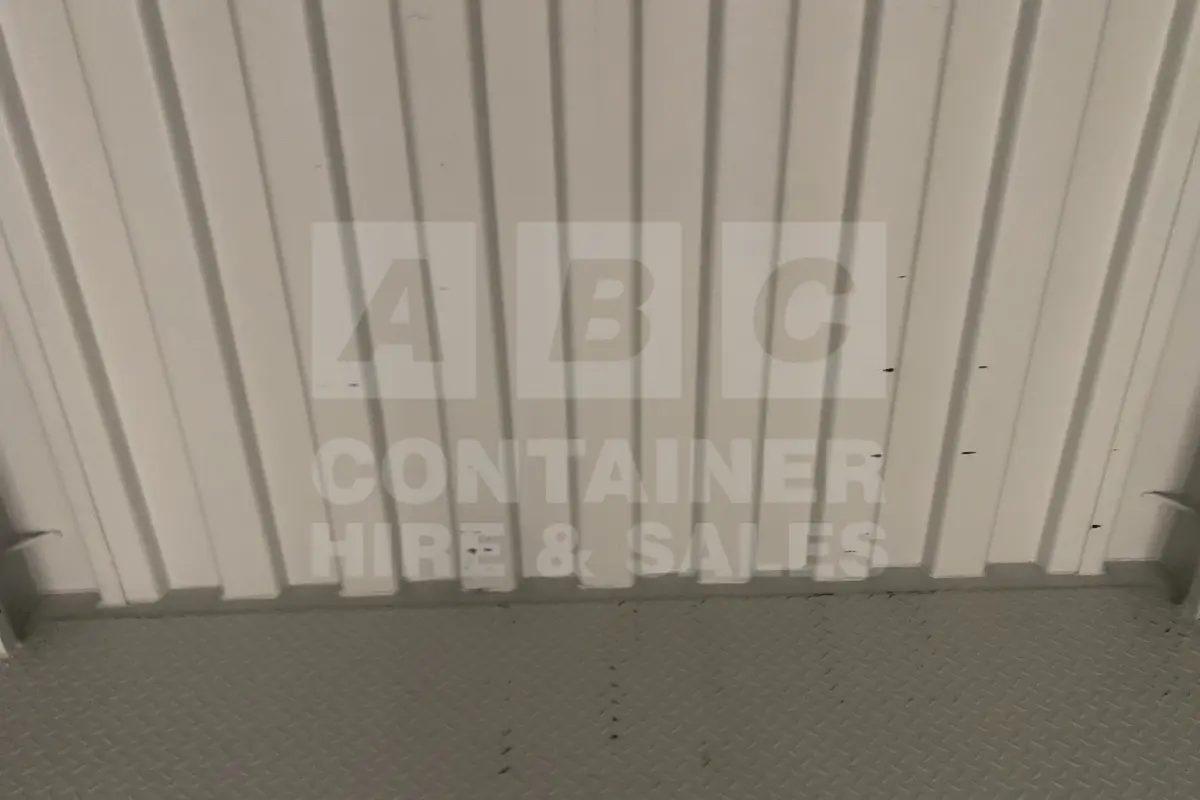 ABC
CONTAINER
HIRE & SALES